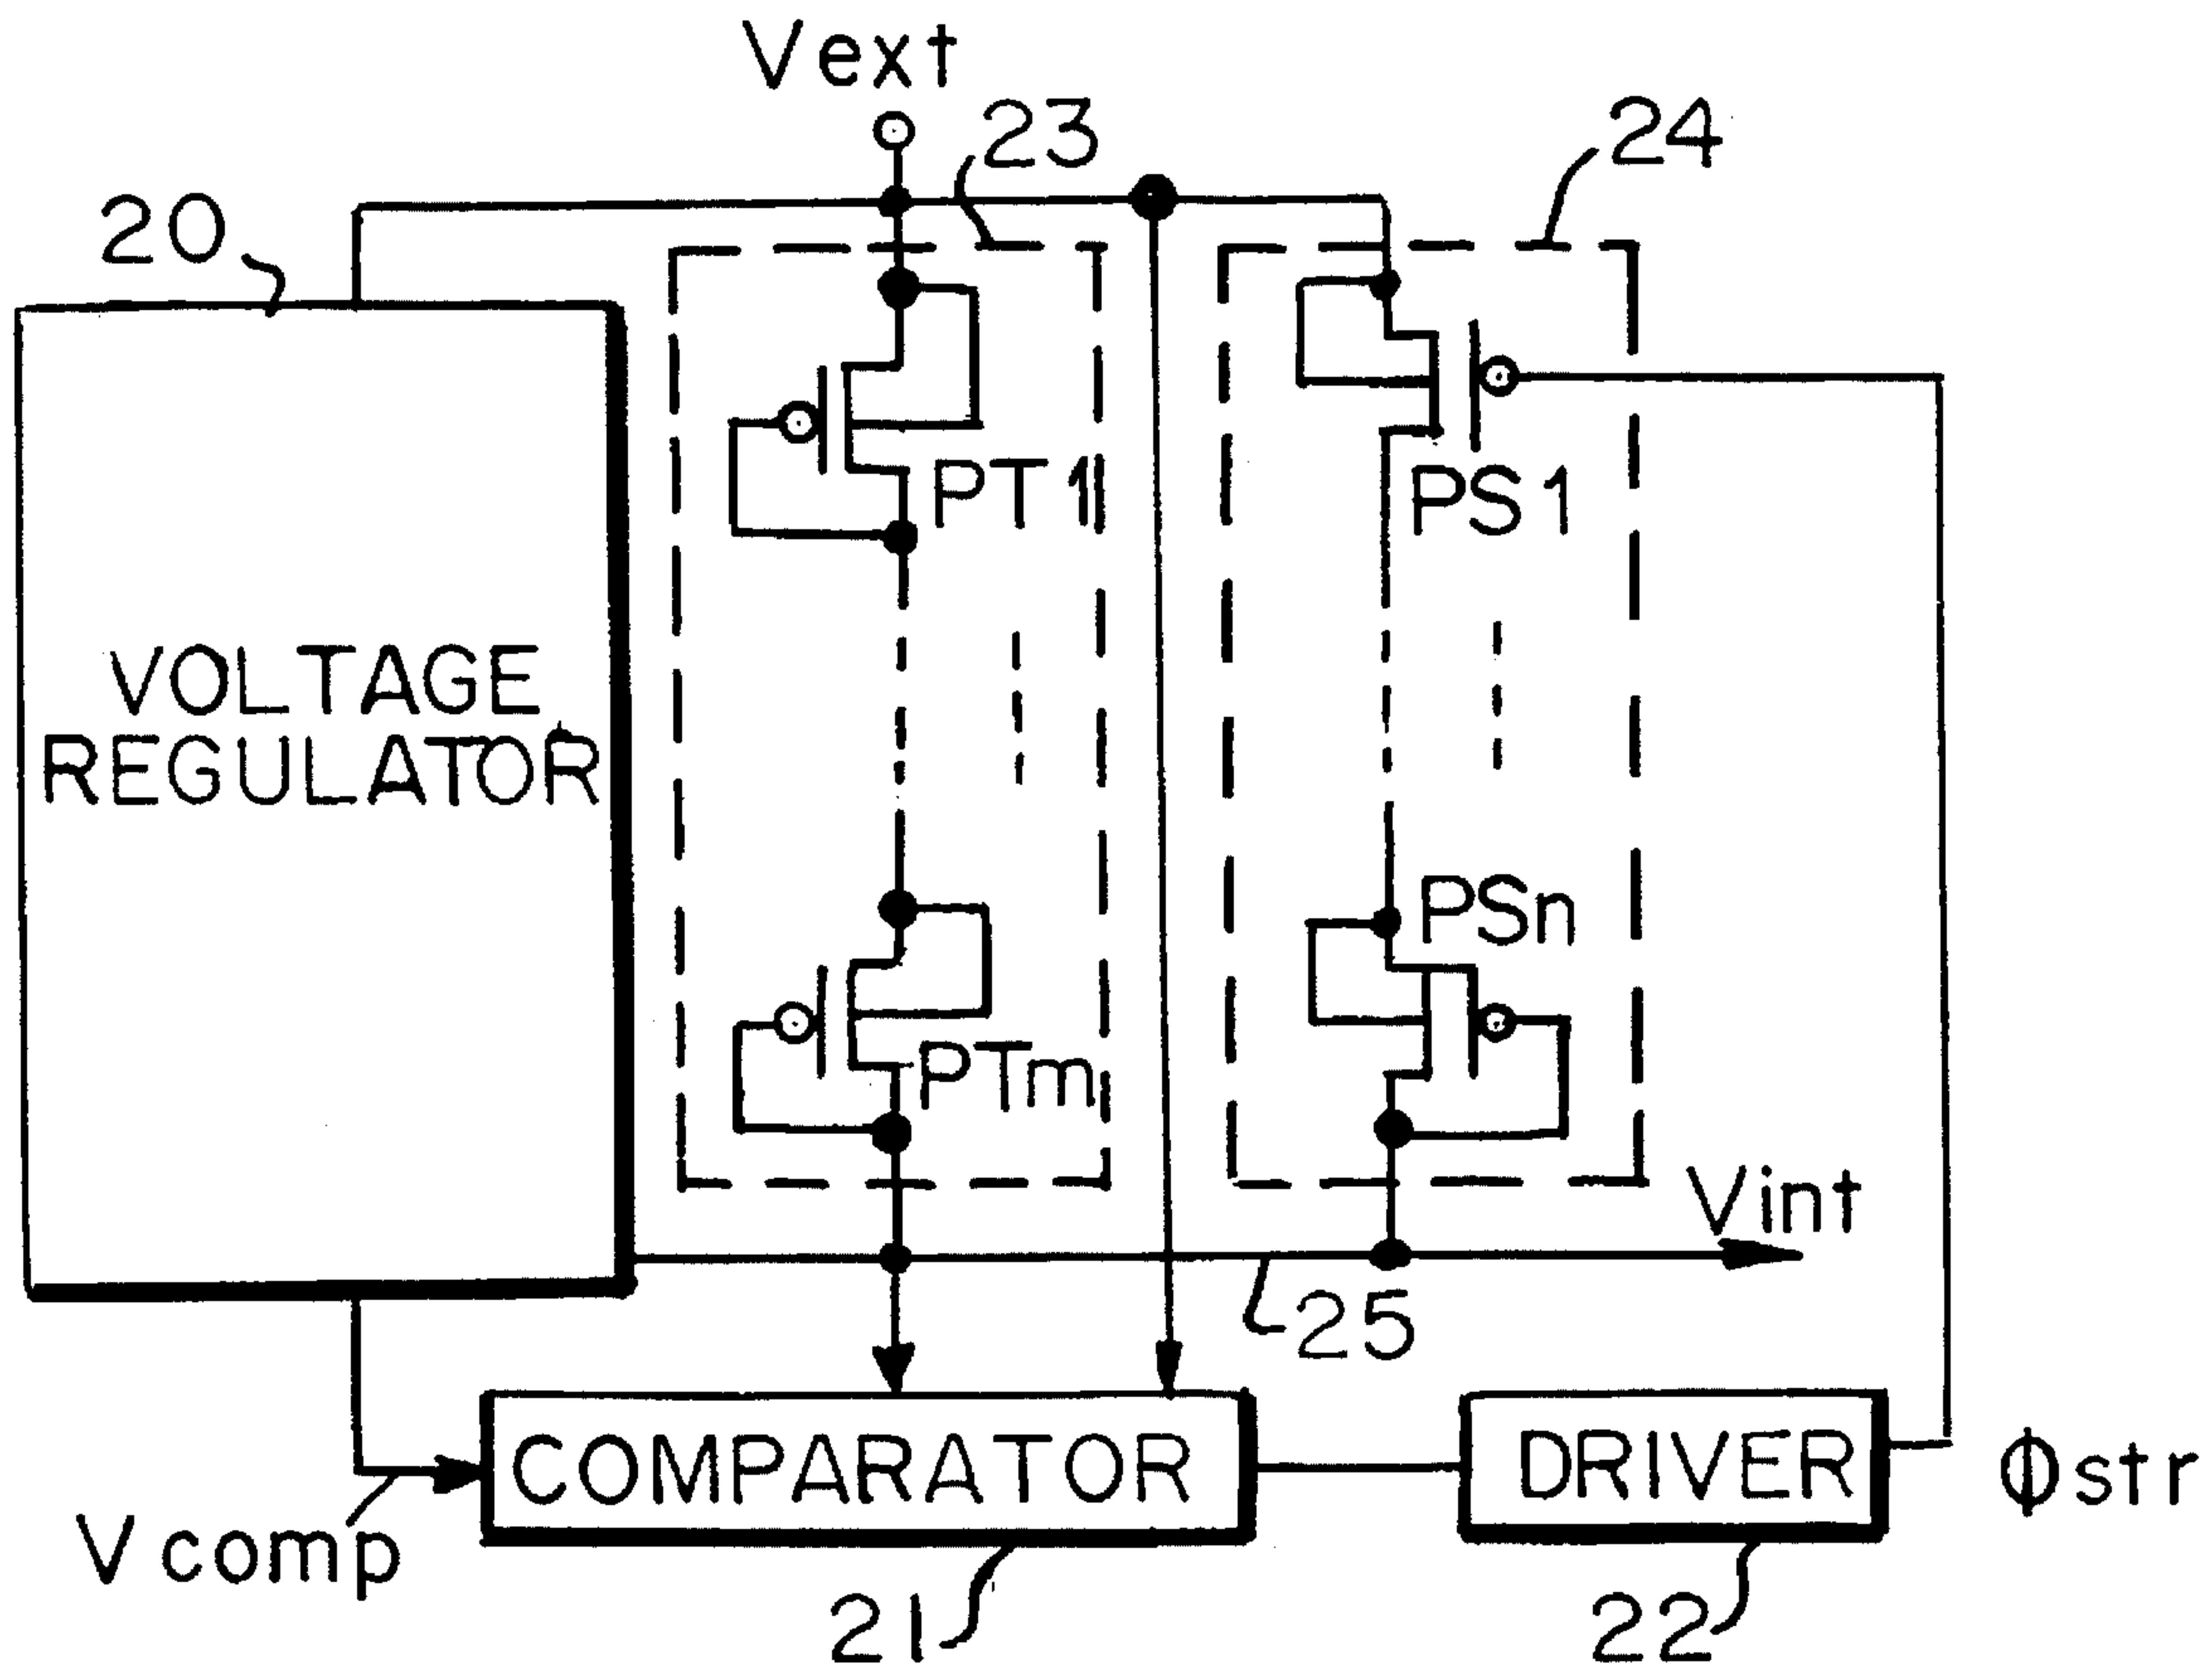 Vext
23
24
20
PT1
PS1
VOLTAGE
REGULATOR
PSn
PTm
Vint
25
COMPARATOR
DRIVER
Φstr
Vcomp
21
22